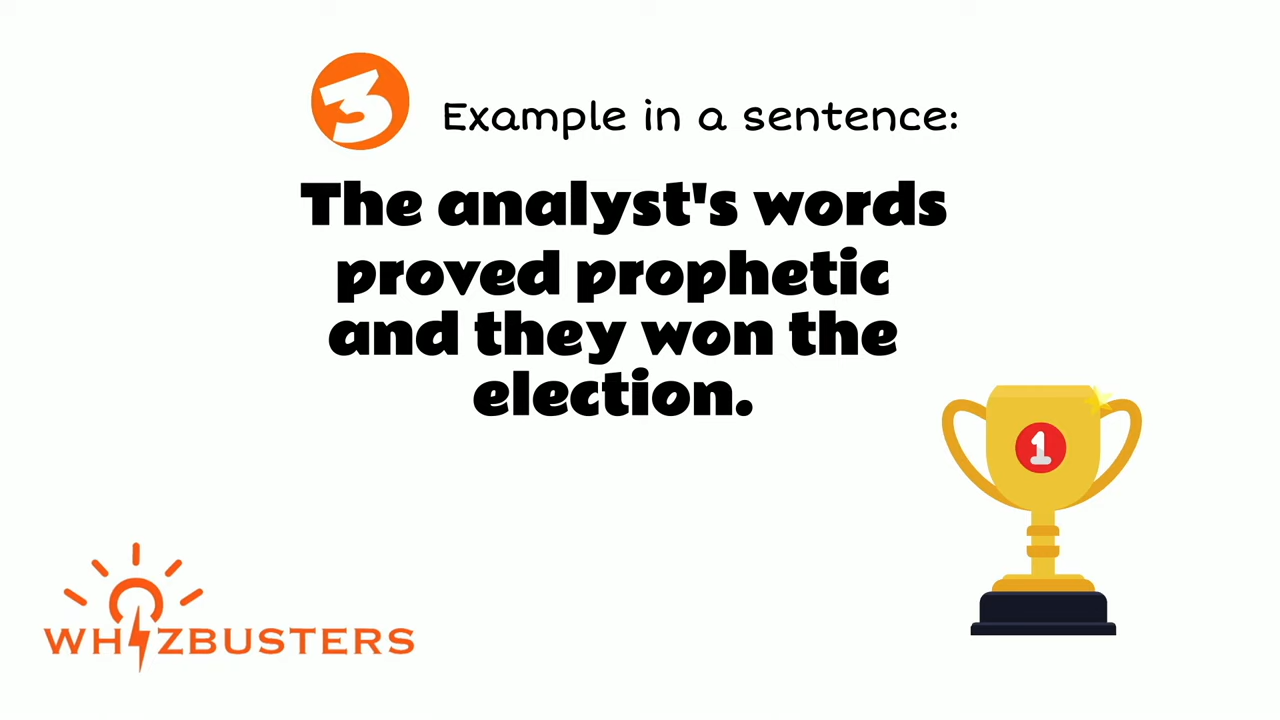 3 Example in a sentence:
The analyst's words
proved prophetic
and they won the
election.
1
WHIZBUSTERS